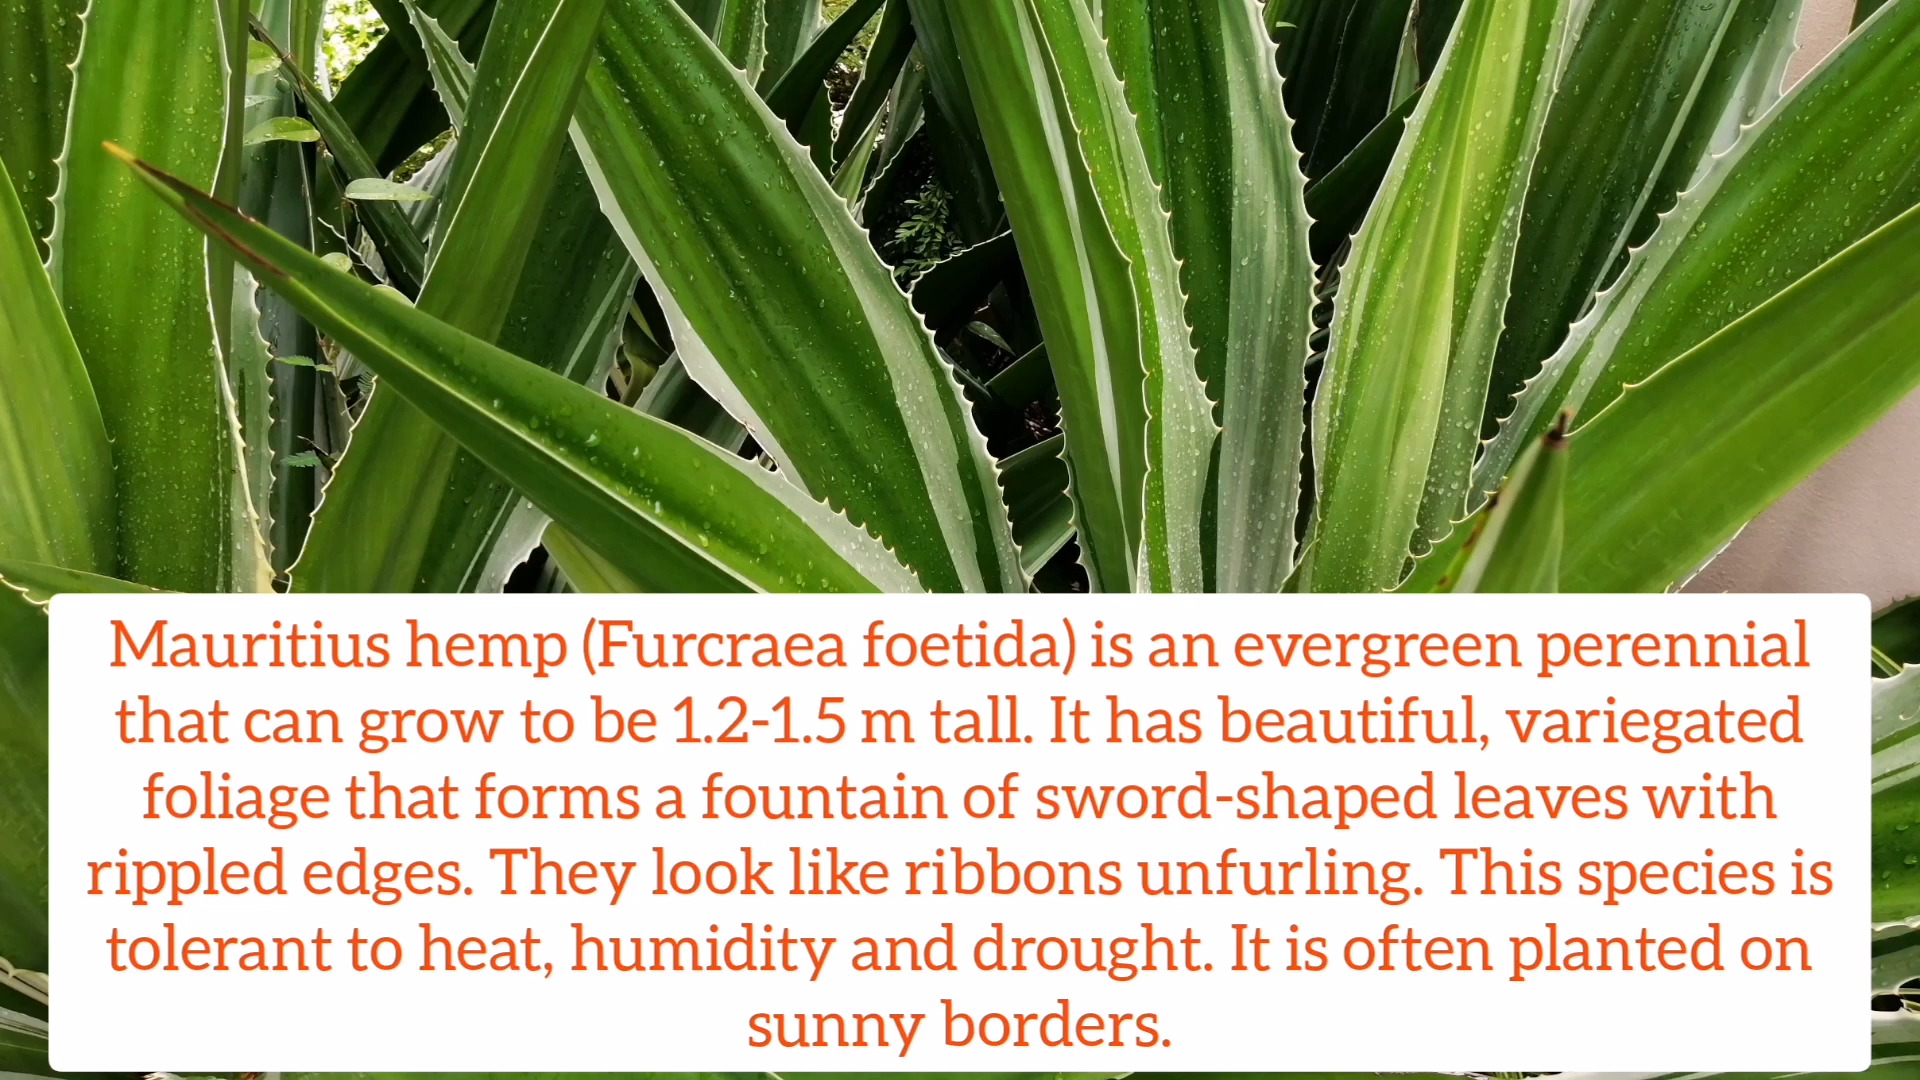 Mauritius hemp (Furcraea foetida) is an evergreen perennial
that can grow to be 1.2-1.5 m tall. It has beautiful, variegated
foliage that forms a fountain of sword-shaped leaves with
rippled edges. They look like ribbons unfurling. This species is
tolerant to heat, humidity and drought. It is often planted on
sunny borders.